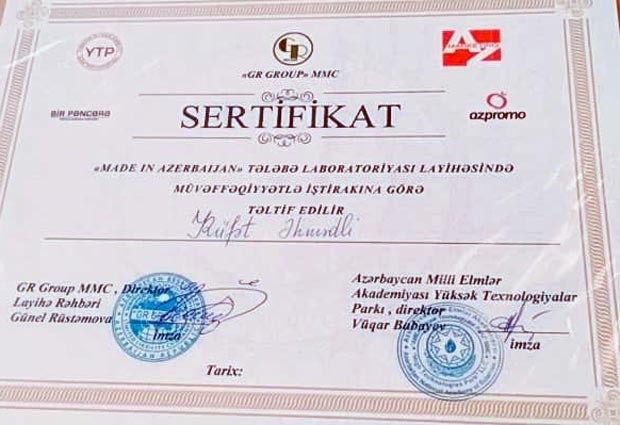 YTP
GR
AZ
«GR GROUP» MMC
BİR PƏNCƏRƏ
SERTİFİKAT
azpromo
«MADE IN AZERBAIJAN» TƏLƏBƏ LABORATORİYASI LAYİHƏSİNDƏ
MÜVƏFFƏQİYYƏTLƏ İŞTİRAKINA GÖRƏ
TƏLTİF EDİLİR
Əhmədli
GR Group MMC , Direktor
Layihə Rəhbəri
Günel Rüstəmova
imza
Azərbaycan Milli Elmlər
Akademiyası Yüksək Texnologiyalar
Parkı , direktor
Vüqar Babayev
imza
Tarix: